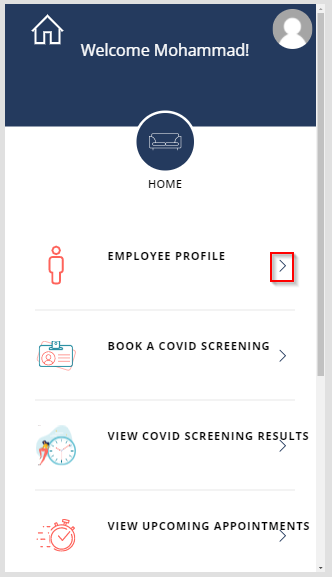 Welcome Mohammad!
HOME
EMPLOYEE PROFILE
BOOK A COVID SCREENING
VIEW COVID SCREENING RESULTS
VIEW UPCOMING APPOINTMENTS